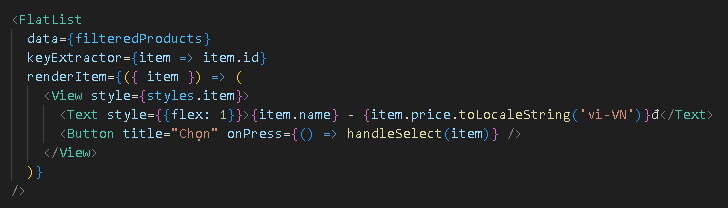 <FlatList
data={filteredProducts}
keyExtractor={item => item.id}
renderItem={({ item }) => (
<View style={styles.item}>
<Text style={{flex: 1}}>{item.name} - {item.price.toLocaleString('vi-VN')}đ</Text>
<Button title="Chọn" onPress={() => handleSelect(item)} />
</View>
)}
/>